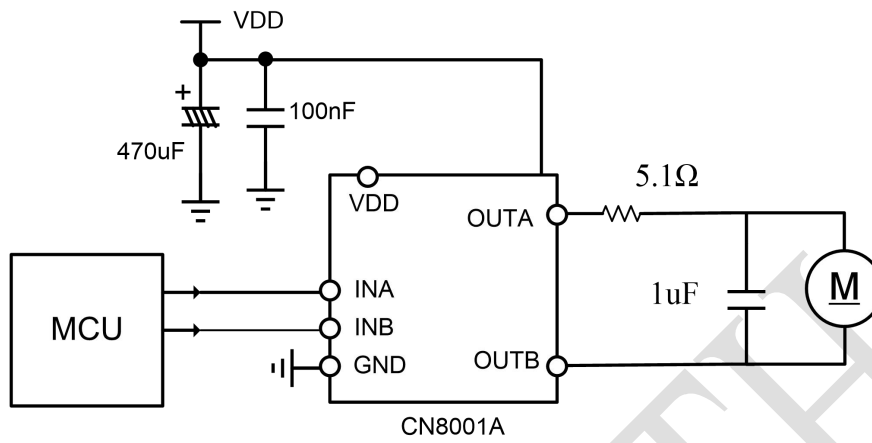 VDD
+
100nF
470uF
VDD
5.1Ω
OUTA
MCU
INA
INB
GND
1uF
M
OUTB
CN8001A